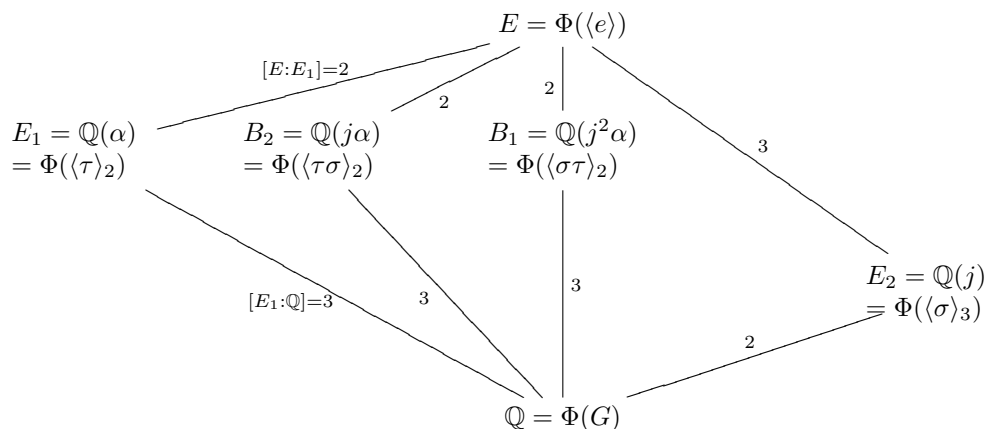 E = Φ(⟨e⟩)
[E:E₁]=2
2
2
3
E₁ = ℚ(α)
= Φ(⟨τ⟩₂)
B₂ = ℚ(jα)
= Φ(⟨τσ⟩₂)
B₁ = ℚ(j²α)
= Φ(⟨στ⟩₂)
E₂ = ℚ(j)
= Φ(⟨σ⟩₃)
[E₁:ℚ]=3
3
3
2
ℚ = Φ(G)